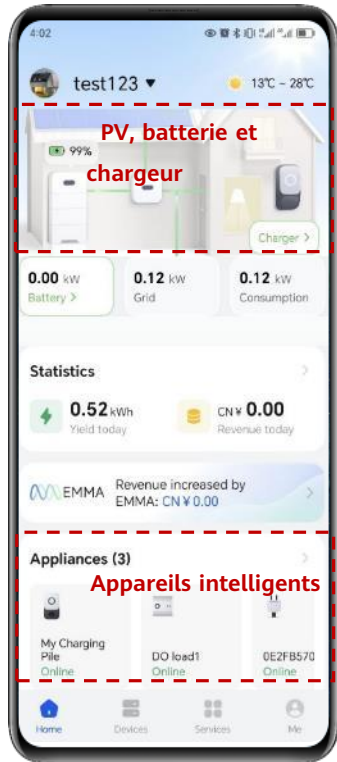 4:02
test123
13℃ ~ 28℃
PV, batterie et
chargeur
99%
Charger >
0.00 kW
Battery >
0.12 kW
Grid
0.12 kW
Consumption
Statistics
0.52 kWh
Yield today
CN¥ 0.00
Revenue today
EMMA
Revenue increased by
EMMA: CN ¥ 0.00
Appliances (3)
Appareils intelligents
My Charging
Pile
Online
DO load1
Online
0E2FB570
Online
Home
Devices
Services
Me